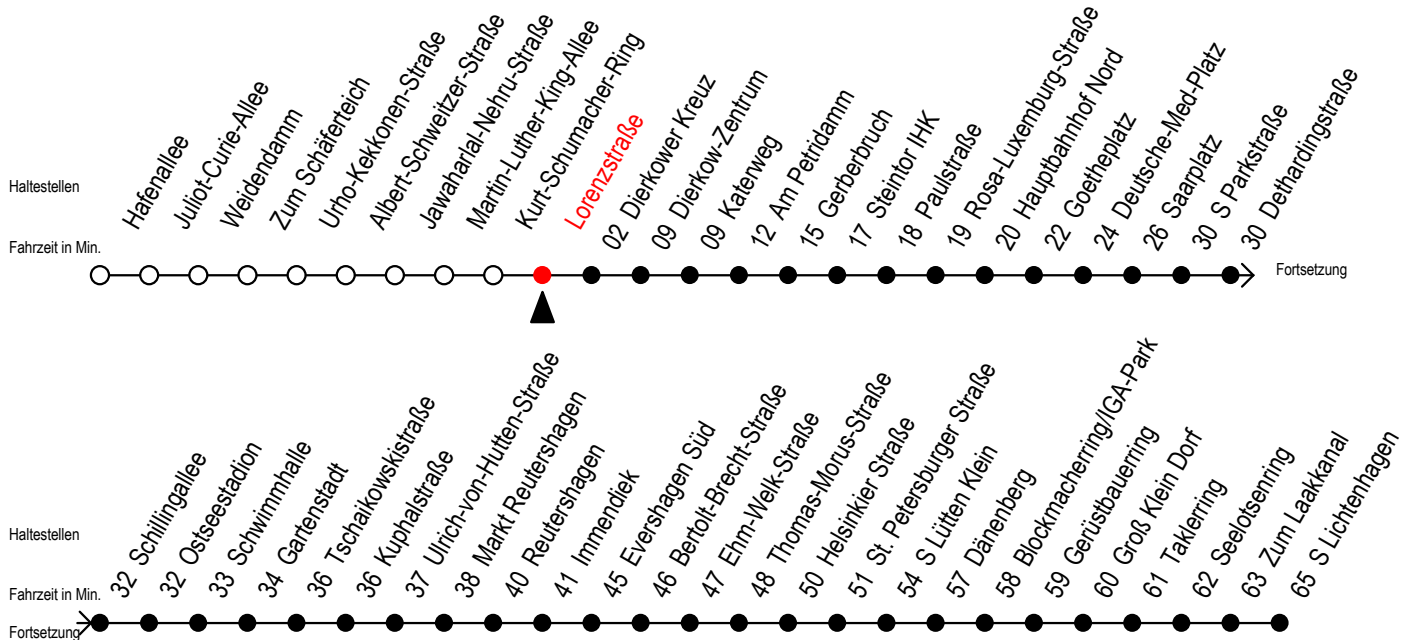 Haltestellen
Fahrzeit in Min.
Hafenallee
Juliot-Curie-Allee
Weidendamm
Zum Schäferteich
Urho-Kekkonen-Straße
Albert-Schweitzer-Straße
Jawaharlal-Nehru-Straße
Martin-Luther-King-Allee
Kurt-Schumacher-Ring
Lorenzstraße
02 Dierkower Kreuz
09 Dierkow-Zentrum
09 Katerweg
12 Am Petridamm
15 Gerberbruch
17 Steintor IHK
18 Paulstraße
19 Rosa-Luxemburg-Straße
20 Hauptbahnhof Nord
22 Goetheplatz
24 Deutsche-Med-Platz
26 Saarplatz
30 S Parkstraße
30 Dethardingstraße
Fortsetzung
Haltestellen
Fahrzeit in Min.
Fortsetzung
32 Schillingallee
32 Ostseestadion
33 Schwimmhalle
34 Gartenstadt
36 Tschaikowskistraße
36 Kuphalstraße
37 Ulrich-von-Hutten-Straße
38 Markt Reutershagen
40 Reutershagen
41 Immendiek
45 Evershagen Süd
46 Bertolt-Brecht-Straße
47 Ehm-Welk-Straße
48 Thomas-Morus-Straße
50 Helsinkier Straße
51 St. Petersburger Straße
54 S Lütten Klein
57 Dänenberg
58 Blockmacherring/IGA-Park
59 Gerüstbauerring
60 Groß Klein Dorf
61 Taklerring
62 Seelotsenring
63 Zum Laakkanal
65 S Lichtenhagen